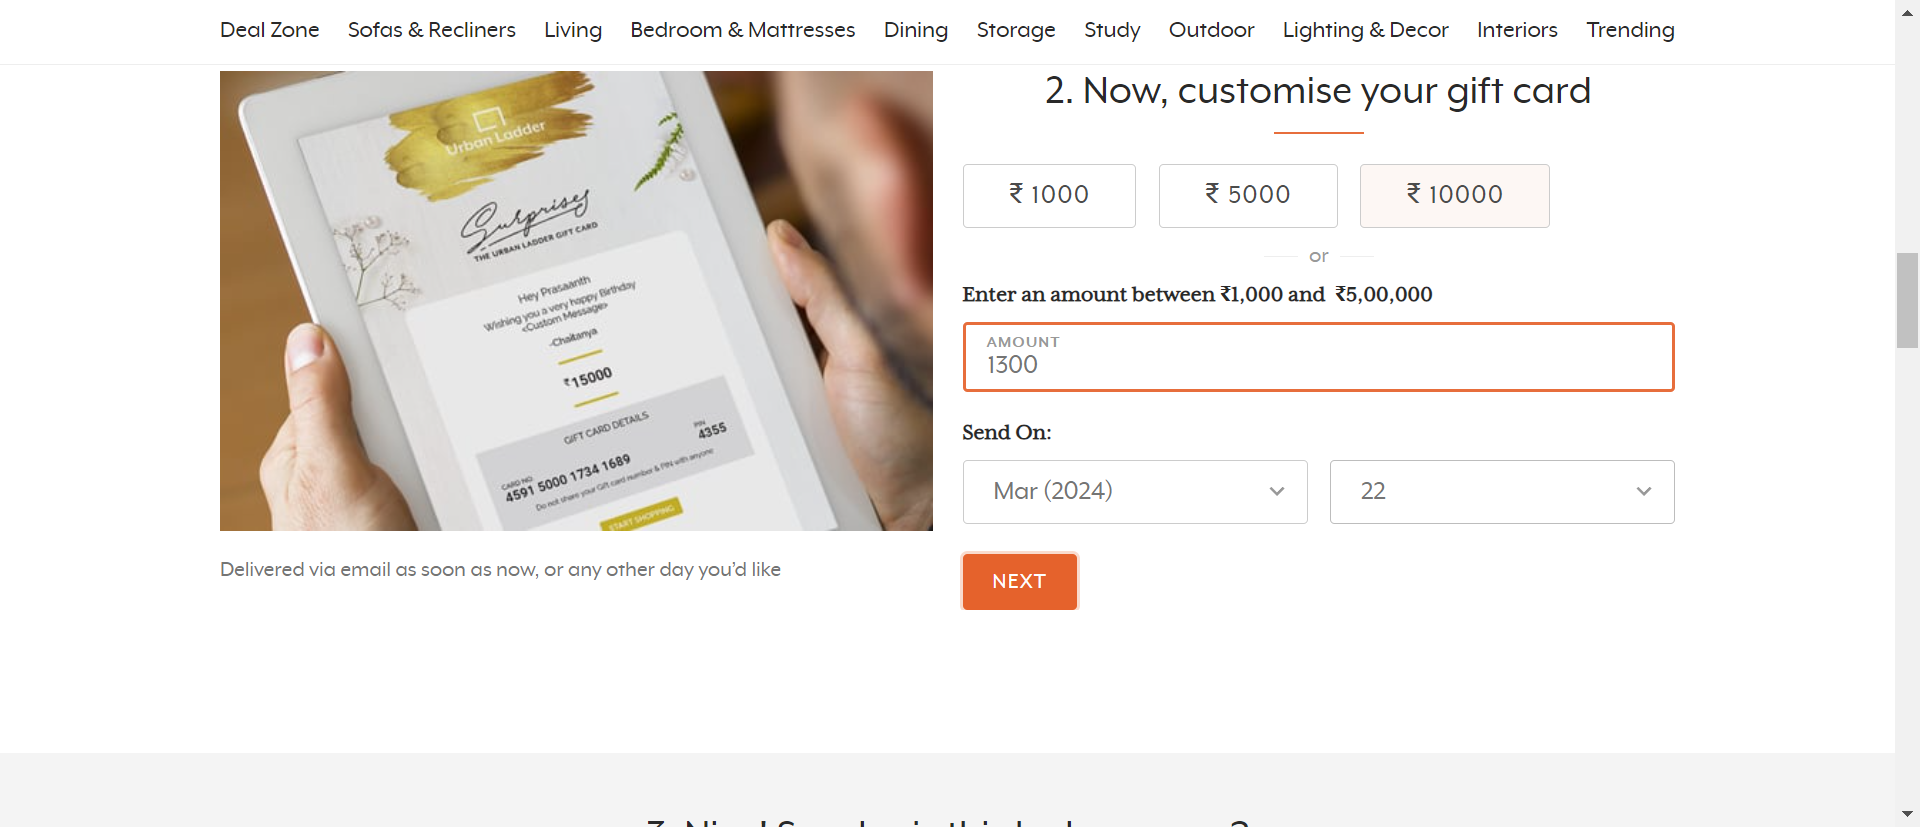 Deal Zone Sofas & Recliners Living Bedroom & Mattresses Dining Storage Study Outdoor Lighting & Decor Interiors Trending
Urban Ladder
Surprises
THE URBAN LADDER GIFT CARD
Hey Prasaanth
Wishing you a very happy Birthday
<Custom Message>
-Chaitanya
₹15000
GIFT CARD DETAILS
CARD NO.
4591 5000 1734 1689
PIN
4355
Do not share your Gift card number & PIN with anyone
START SHOPPING
Delivered via email as soon as now, or any other day you’d like
2. Now, customise your gift card
₹ 1000 ₹ 5000 ₹ 10000
or
Enter an amount between ₹1,000 and ₹5,00,000
AMOUNT
1300
Send On:
Mar (2024) 22
NEXT